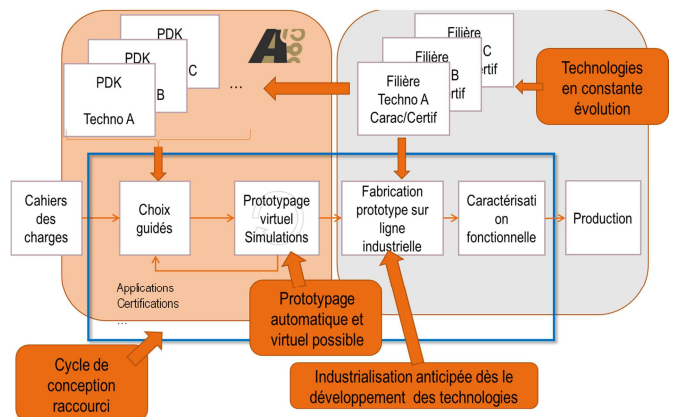 PDK
C
PDK
B
PDK
Techno A
...
A
Filière
C
ertif
Filière
B
ertif
Filière
Techno A
Carac/Certif
Technologies
en constante
évolution
Cahiers
des
charges
Choix
guidés
Prototypage
virtuel
Simulations
Fabrication
prototype sur
ligne
industrielle
Caractérisati
on
fonctionnelle
Production
Applications
Certifications
...
Prototypage
automatique et
virtuel possible
Cycle de
conception
raccourci
Industrialisation anticipée dès le
développement des technologies